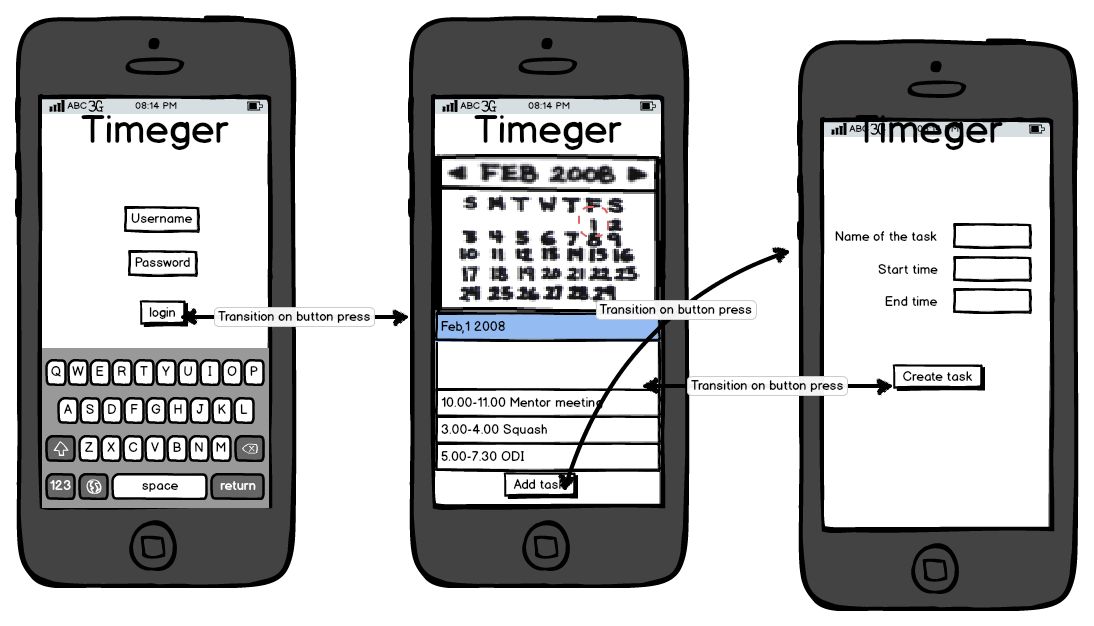 ABC 3G 08:14 PM
Timeger
Username
Password
login
Q W E R T Y U I O P
A S D F G H J K L
Z X C V B N M
123 space return
Transition on button press
ABC 3G 08:14 PM
Timeger
FEB 2008
S M T W T F S
1 2
3 4 5 6 7 8 9
10 11 12 13 14 15 16
17 18 19 20 21 22 23
24 25 26 27 28 29
Transition on button press
Feb,1 2008
10.00-11.00 Mentor meeting
3.00-4.00 Squash
5.00-7.30 ODI
Add task
Transition on button press
ABC 3G
Timeger
Name of the task
Start time
End time
Create task